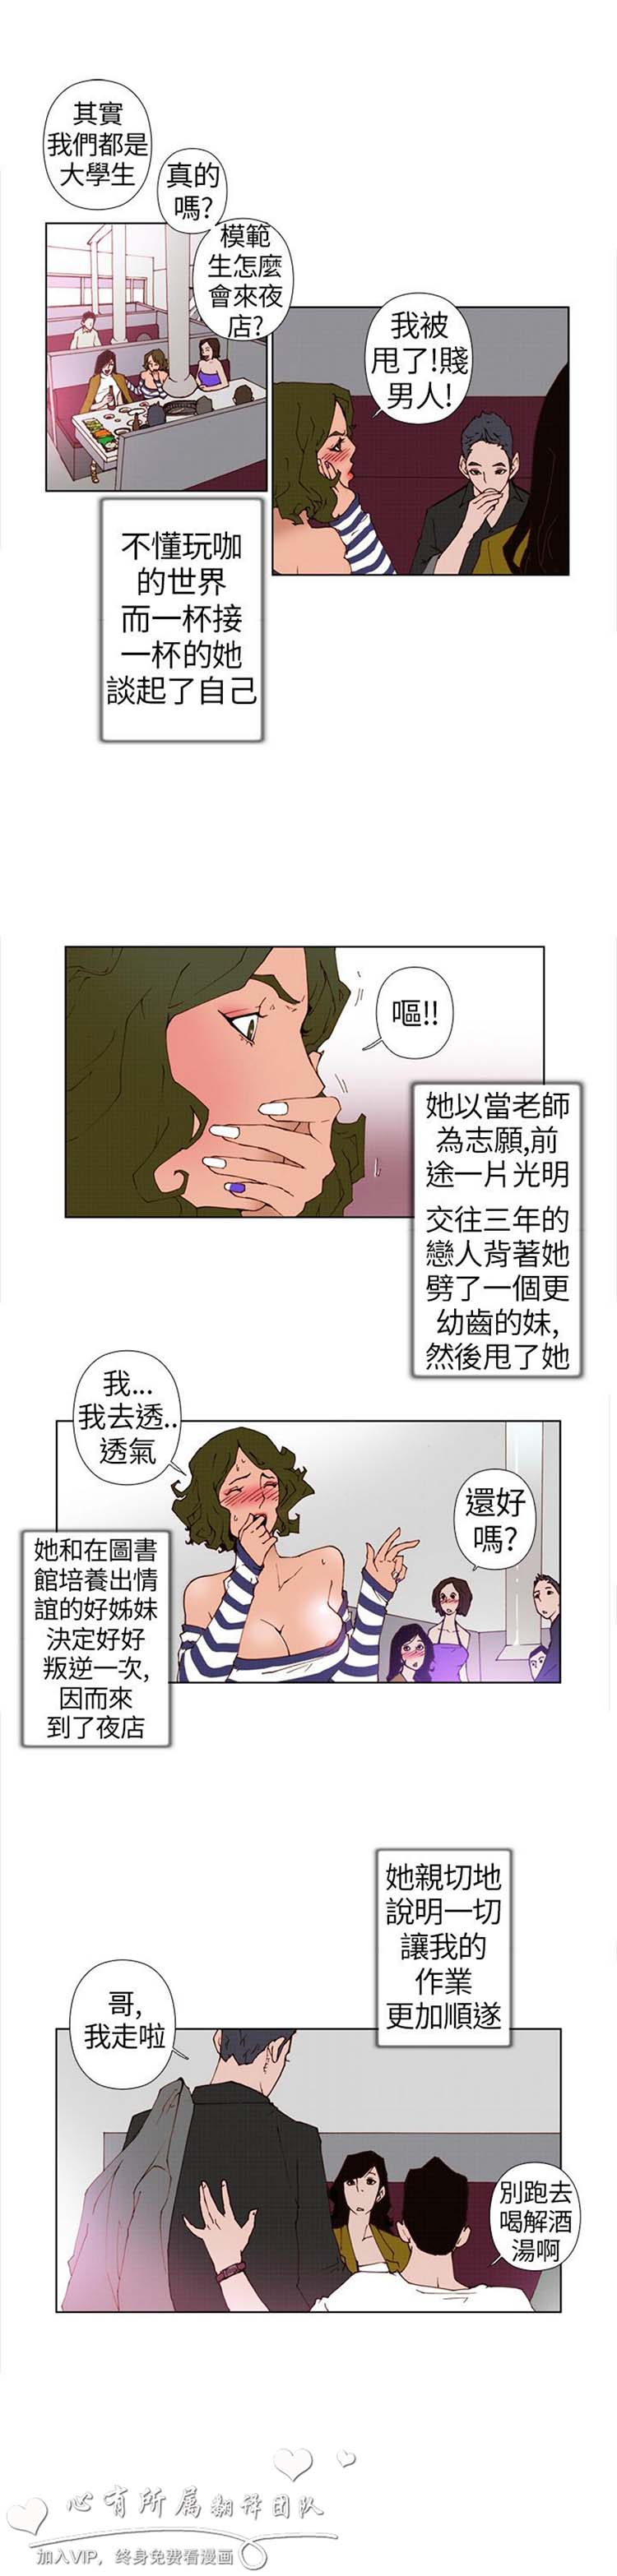 其實
我們都是
大學生
真的
嗎?
模範
生怎麼
會來夜
店?
我被
甩了!賤
男人!
不懂玩咖
的世界
而一杯接
一杯的她
談起了自己
嘔!!
她以當老師
為志願,前
途一片光明
交往三年的
戀人背著她
劈了一個更
幼齒的妹,
然後甩了她
我...
我去透..
透氣
還好
嗎?
她和在圖書
館培養出情
誼的好姊妹
決定好好
叛逆一次,
因而來
到了夜店
她親切地
說明一切
讓我的
作業
更加順遂
哥,
我走啦
別跑去
喝解酒
湯啊
心有所属翻译团队
加入VIP，终身免费看漫画